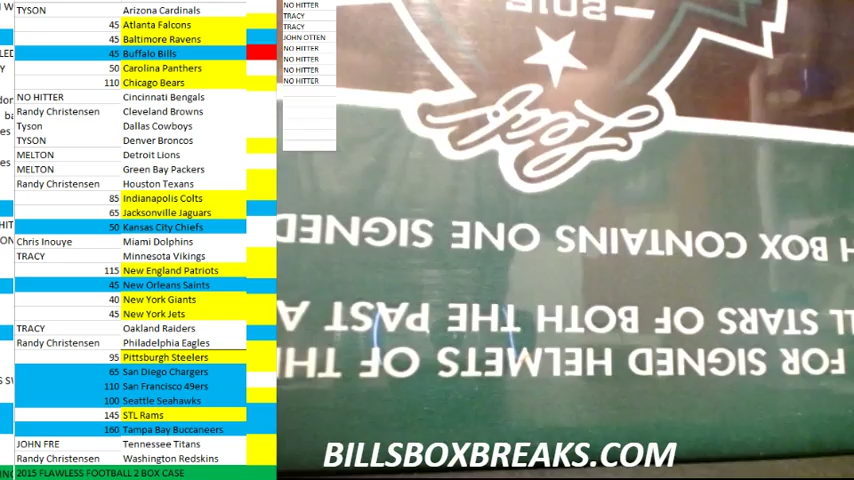 TYSON Arizona Cardinals
45 Atlanta Falcons
45 Baltimore Ravens
45 Buffalo Bills
50 Carolina Panthers
110 Chicago Bears
NO HITTER Cincinnati Bengals
Randy Christensen Cleveland Browns
Tyson Dallas Cowboys
TYSON Denver Broncos
MELTON Detroit Lions
MELTON Green Bay Packers
Randy Christensen Houston Texans
85 Indianapolis Colts
65 Jacksonville Jaguars
50 Kansas City Chiefs
Chris Inouye Miami Dolphins
TRACY Minnesota Vikings
115 New England Patriots
45 New Orleans Saints
40 New York Giants
45 New York Jets
TRACY Oakland Raiders
Randy Christensen Philadelphia Eagles
95 Pittsburgh Steelers
65 San Diego Chargers
110 San Francisco 49ers
100 Seattle Seahawks
145 STL Rams
160 Tampa Bay Buccaneers
JOHN FRE Tennessee Titans
Randy Christensen Washington Redskins
2015 FLAWLESS FOOTBALL 2 BOX CASE
NO HITTER
TRACY
TRACY
JOHN OTTEN
NO HITTER
NO HITTER
NO HITTER
NO HITTER
FOR SIGNED HELMETS OF THE
LL STARS OF BOTH THE PAST A
H BOX CONTAINS ONE SIGNED
Leaf
2015
BILLSBOXBREAKS.COM